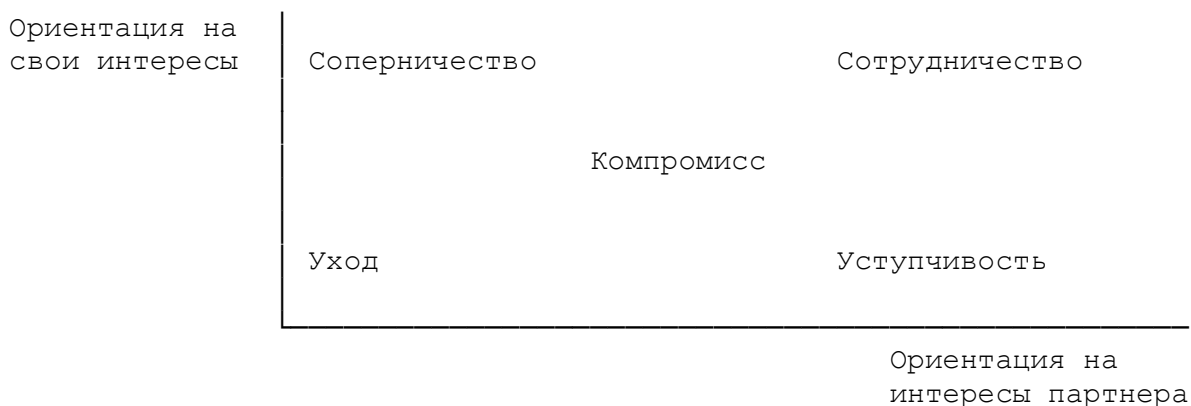 Ориентация на
свои интересы
Соперничество Сотрудничество
Компромисс
Уход Уступчивость
Ориентация на
интересы партнера